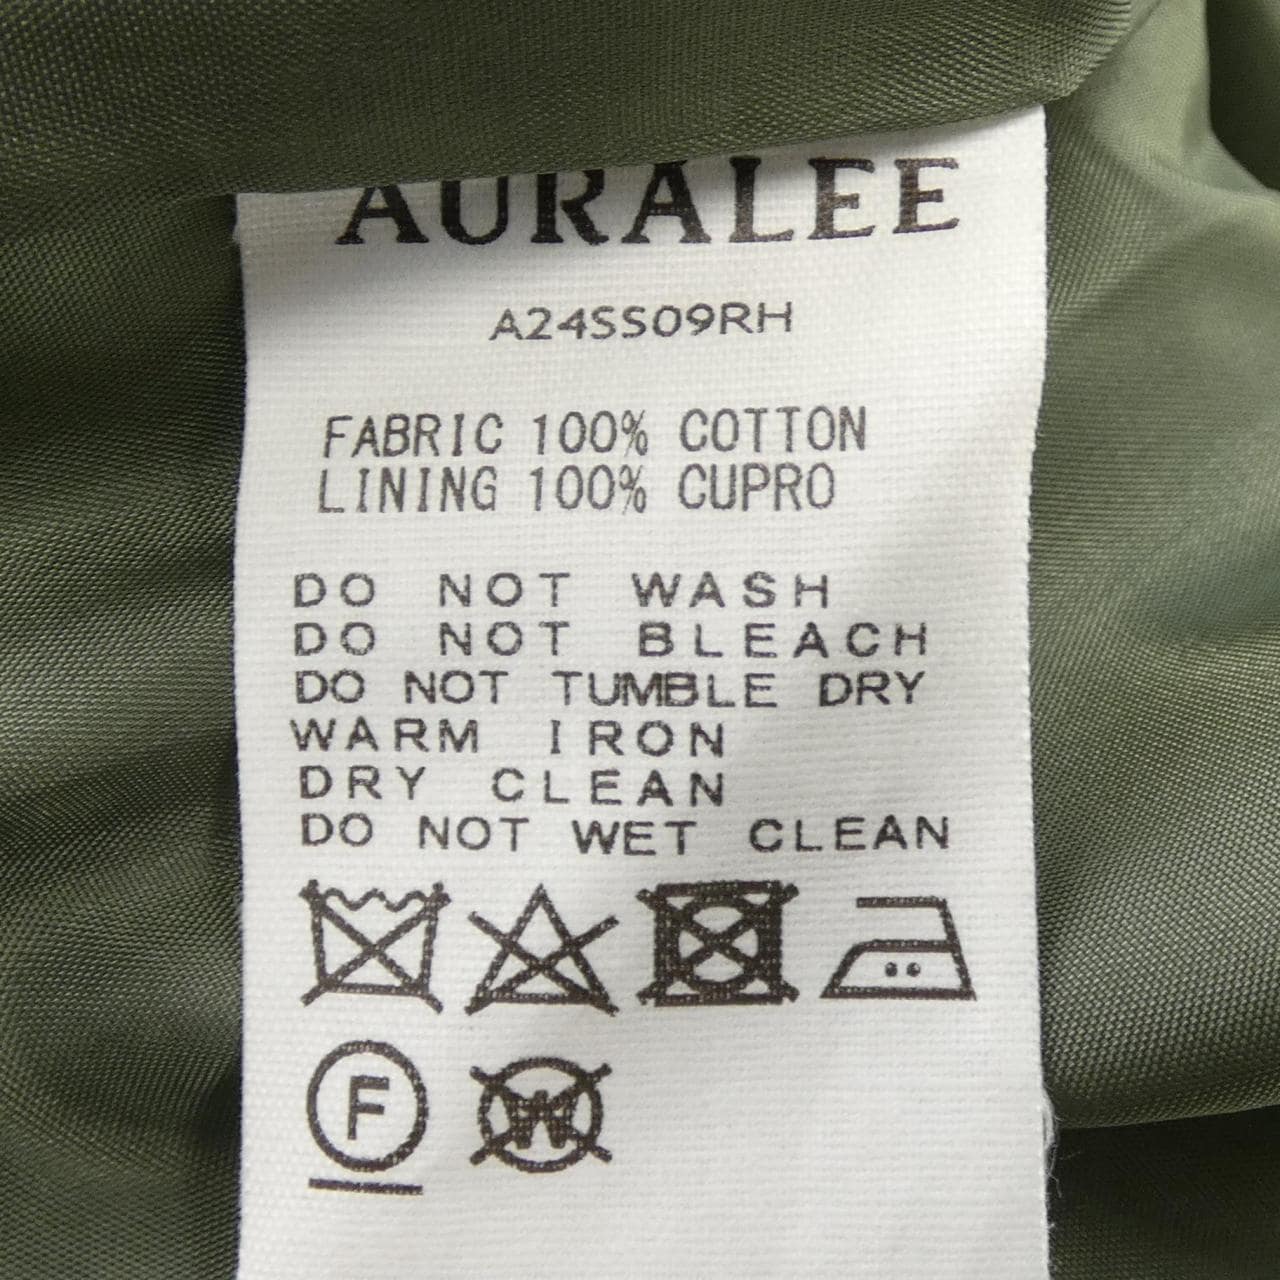 AURALEE
A24SS09RH
FABRIC 100% COTTON
LINING 100% CUPRO
DO NOT WASH
DO NOT BLEACH
DO NOT TUMBLE DRY
WARM IRON
DRY CLEAN
DO NOT WET CLEAN
F W